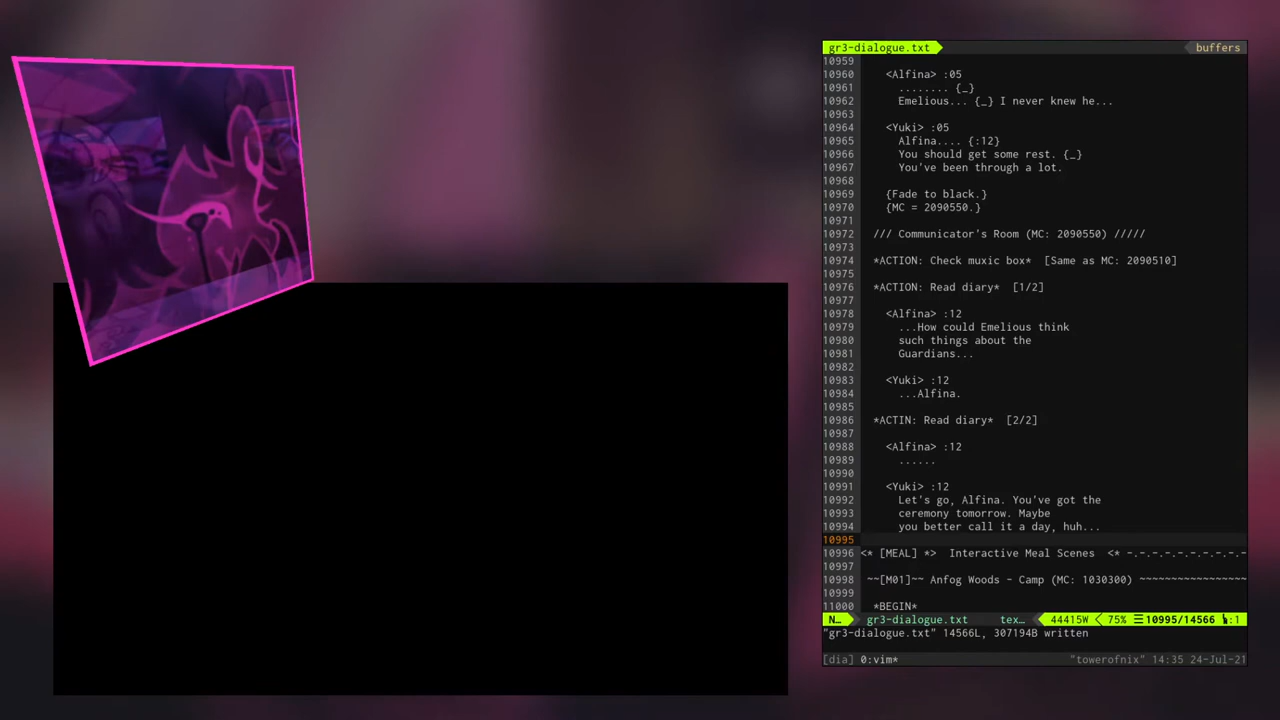 gr3-dialogue.txt buffers
10959
10960 <Alfina> :05
10961 ........ {_}
10962 Emelious... {_} I never knew he...
10963
10964 <Yuki> :05
10965 Alfina.... {:12}
10966 You should get some rest. {_}
10967 You've been through a lot.
10968
10969 {Fade to black.}
10970 {MC = 2090550.}
10971
10972 /// Communicator's Room (MC: 2090550) /////
10973
10974 *ACTION: Check muxic box* [Same as MC: 2090510]
10975
10976 *ACTION: Read diary* [1/2]
10977
10978 <Alfina> :12
10979 ...How could Emelious think
10980 such things about the
10981 Guardians...
10982
10983 <Yuki> :12
10984 ...Alfina.
10985
10986 *ACTIN: Read diary* [2/2]
10987
10988 <Alfina> :12
10989 ......
10990
10991 <Yuki> :12
10992 Let's go, Alfina. You've got the
10993 ceremony tomorrow. Maybe
10994 you better call it a day, huh...
10995
10996 <* [MEAL] *> Interactive Meal Scenes <* -.-.-.-.-.-.-.-.-.-
10997
10998 ~~[M01]~~ Anfog Woods - Camp (MC: 1030300) ~~~~~~~~~~~~~~~~~
10999
11000 *BEGIN*
N… gr3-dialogue.txt tex… 44415W 75% ☰10995/14566 :1
"gr3-dialogue.txt" 14566L, 307194B written
[dia] 0:vim* "towerofnix" 14:35 24-Jul-21